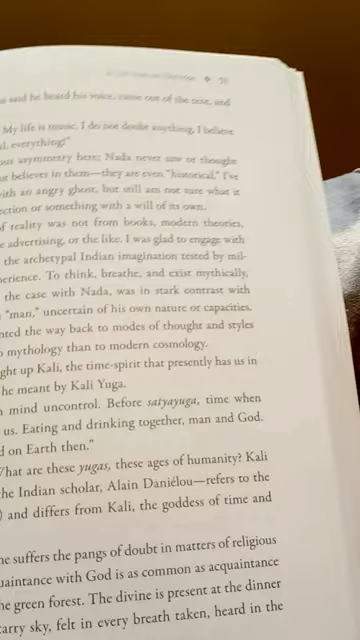 s said he heard his voice, came out of the tent, and
My life is music. I do not doubt anything, I believe
l, everything!"
ous asymmetry here; Nada never saw or thought
ut believes in them—they are even "historical." I've
with an angry ghost, but still am not sure what it
ection or something with a will of its own.
of reality was not from books, modern theories,
e advertising, or the like. I was glad to engage with
the archetypal Indian imagination tested by mil-
perience. To think, breathe, and exist mythically,
the case with Nada, was in stark contrast with
"man," uncertain of his own nature or capacities.
nted the way back to modes of thought and styles
o mythology than to modern cosmology.
ght up Kali, the time-spirit that presently has us in
he meant by Kali Yuga.
n mind uncontrol. Before satyayuga, time when
us. Eating and drinking together, man and God.
d on Earth then."
What are these yugas, these ages of humanity? Kali
the Indian scholar, Alain Daniélou—refers to the
) and differs from Kali, the goddess of time and
ne suffers the pangs of doubt in matters of religious
uaintance with God is as common as acquaintance
he green forest. The divine is present at the dinner
tarry sky, felt in every breath taken, heard in the